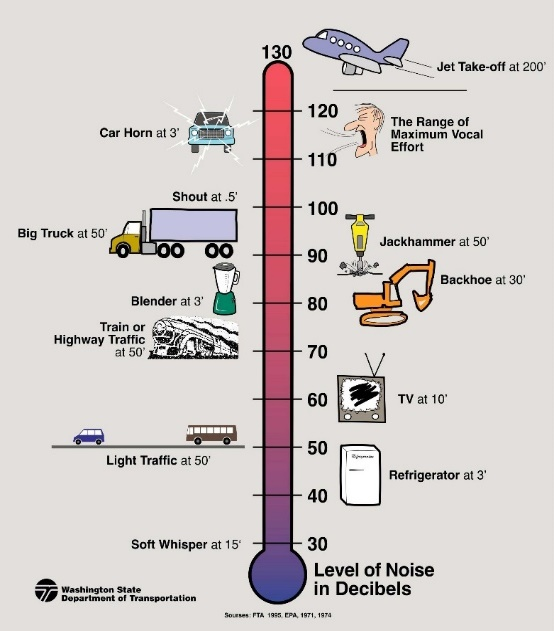 130
Jet Take-off at 200'
120
Car Horn at 3'
The Range of
Maximum Vocal
Effort
110
Shout at .5'
100
Big Truck at 50'
Jackhammer at 50'
90
Backhoe at 30'
Blender at 3'
80
Train or
Highway Traffic
at 50'
70
60
TV at 10'
50
Light Traffic at 50'
Refrigerator at 3'
40
Soft Whisper at 15'
30
Level of Noise
in Decibels
Washington State
Department of Transportation
Sourses: FTA 1995, EPA, 1971, 1974